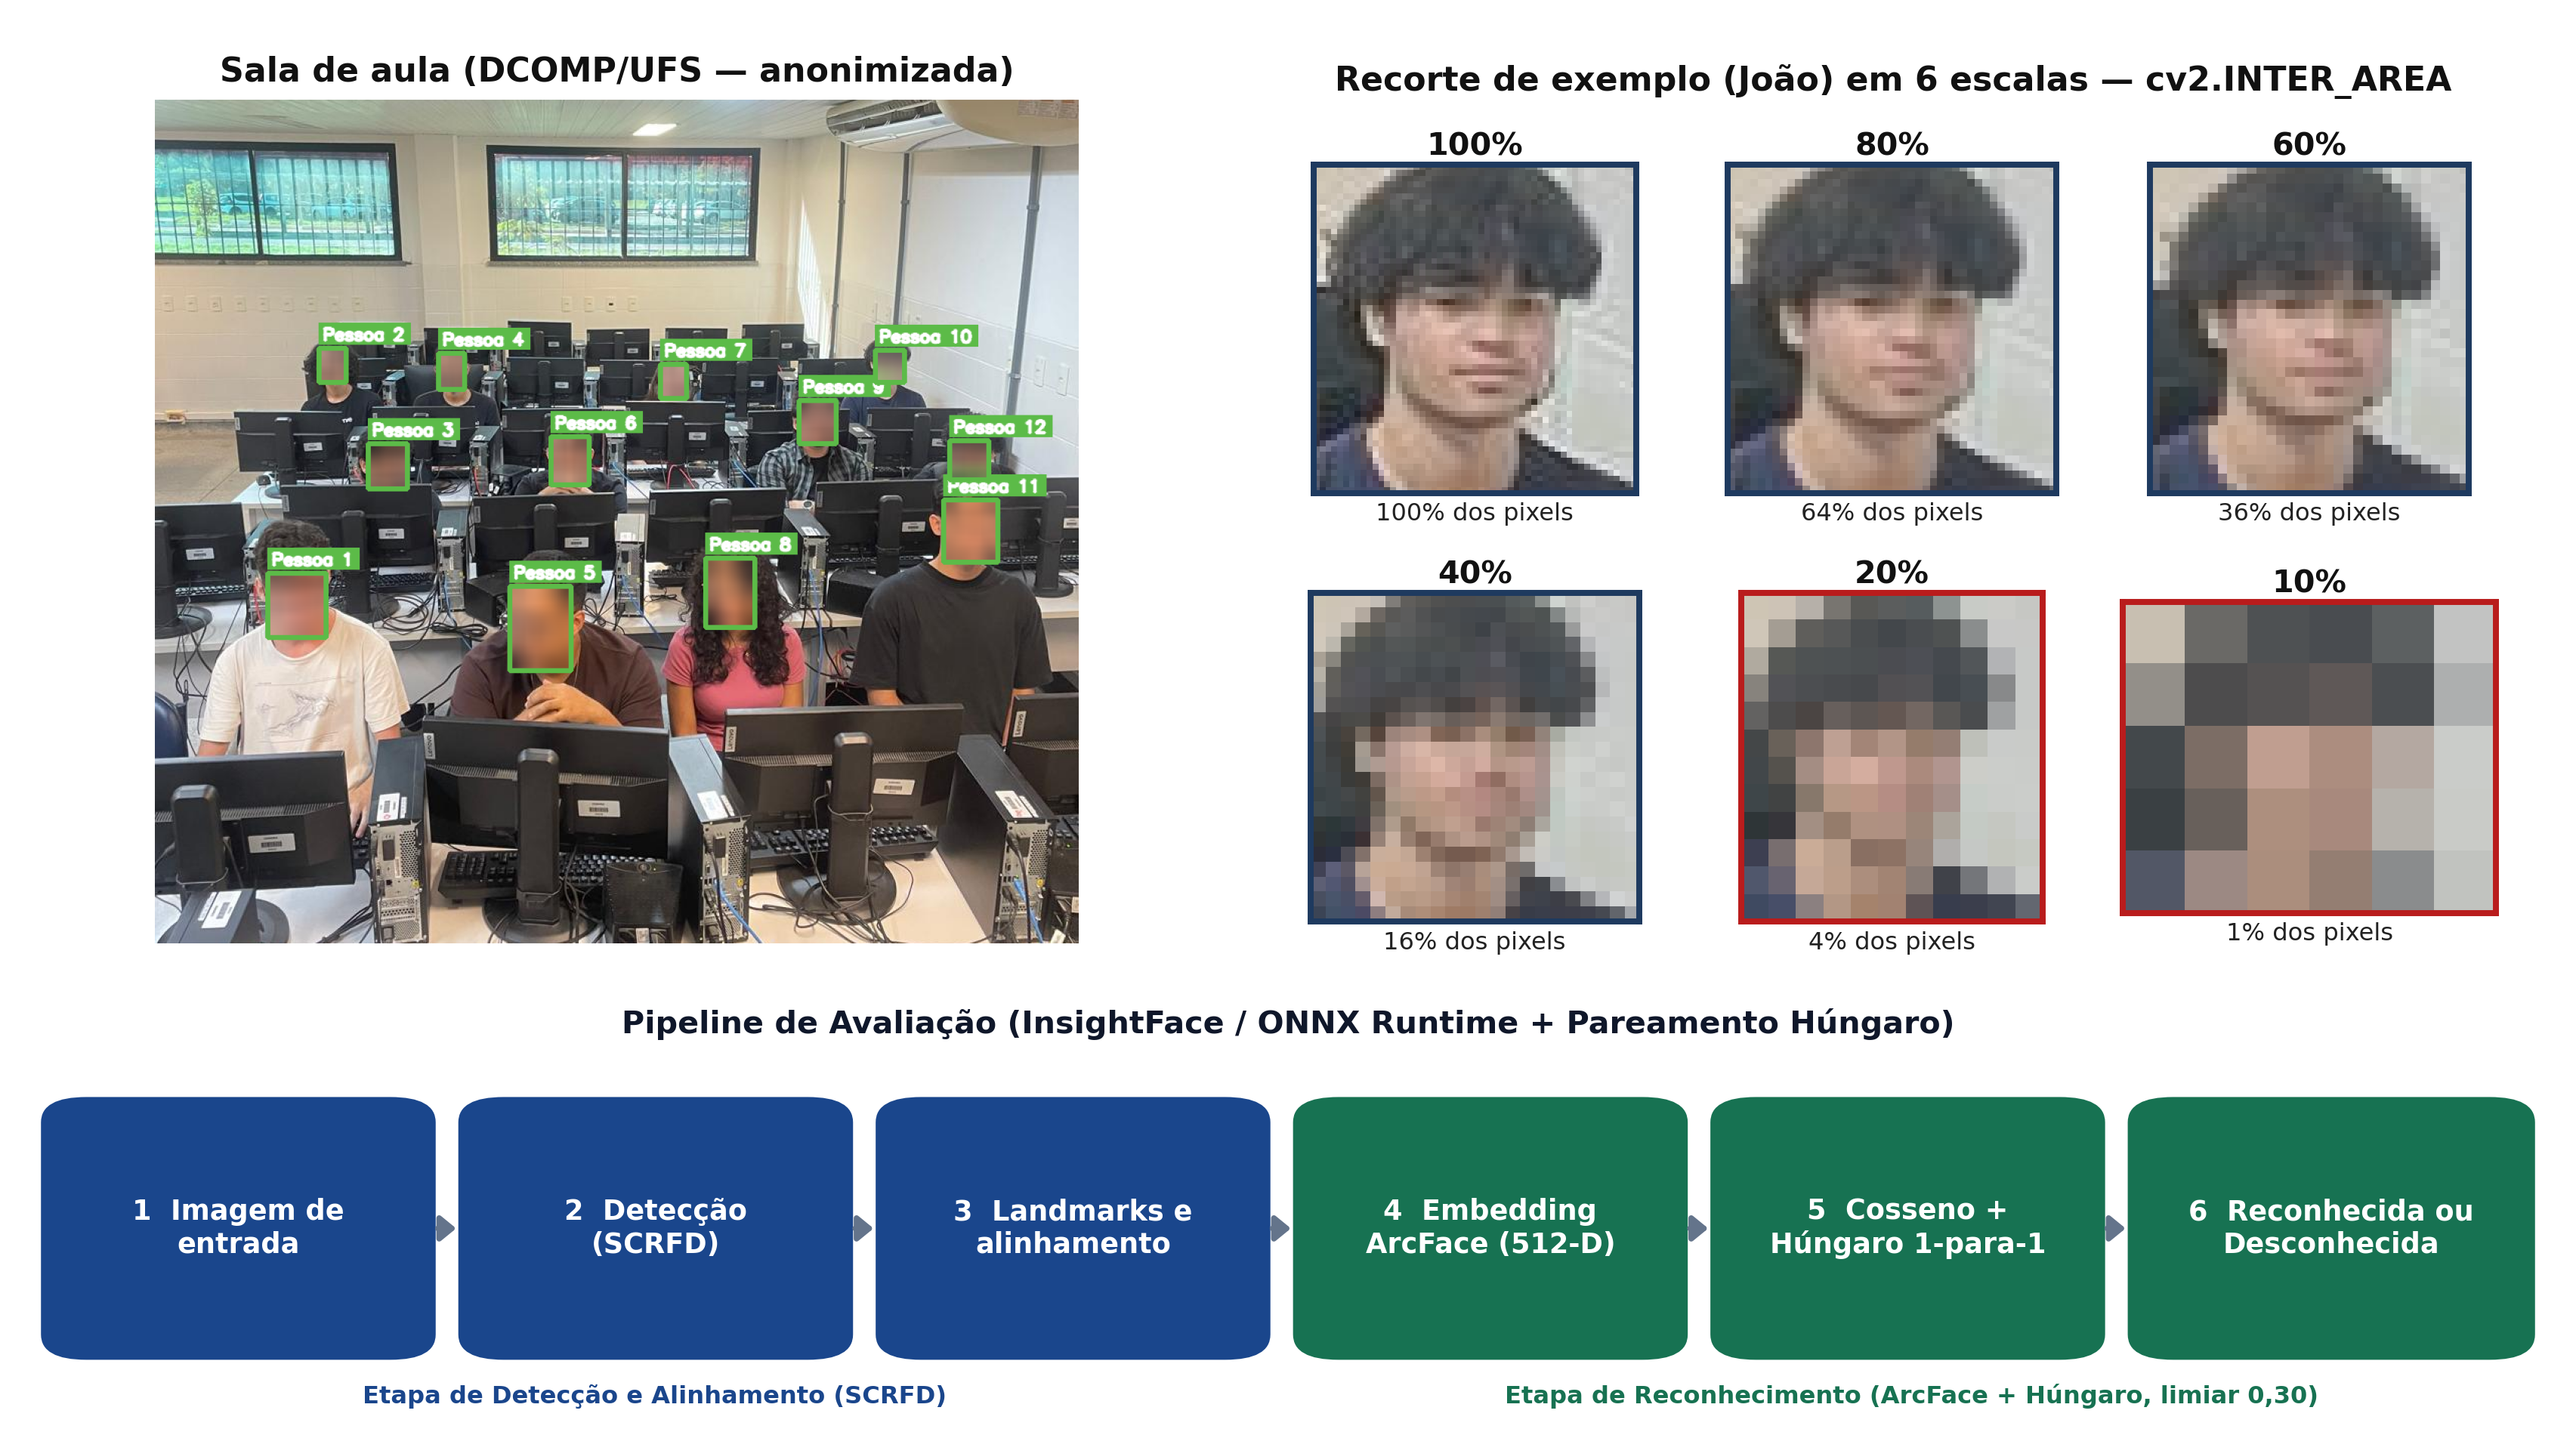 Sala de aula (DCOMP/UFS — anonimizada)
Pessoa 2
Pessoa 4
Pessoa 7
Pessoa 10
Pessoa 9
Pessoa 3
Pessoa 6
Pessoa 12
Pessoa 11
Pessoa 1
Pessoa 5
Pessoa 8
Recorte de exemplo (João) em 6 escalas — cv2.INTER_AREA
100%
80%
60%
100% dos pixels
64% dos pixels
36% dos pixels
40%
20%
10%
16% dos pixels
4% dos pixels
1% dos pixels
Pipeline de Avaliação (InsightFace / ONNX Runtime + Pareamento Húngaro)
1 Imagem de
entrada
2 Detecção
(SCRFD)
3 Landmarks e
alinhamento
4 Embedding
ArcFace (512-D)
5 Cosseno +
Húngaro 1-para-1
6 Reconhecida ou
Desconhecida
Etapa de Detecção e Alinhamento (SCRFD)
Etapa de Reconhecimento (ArcFace + Húngaro, limiar 0,30)